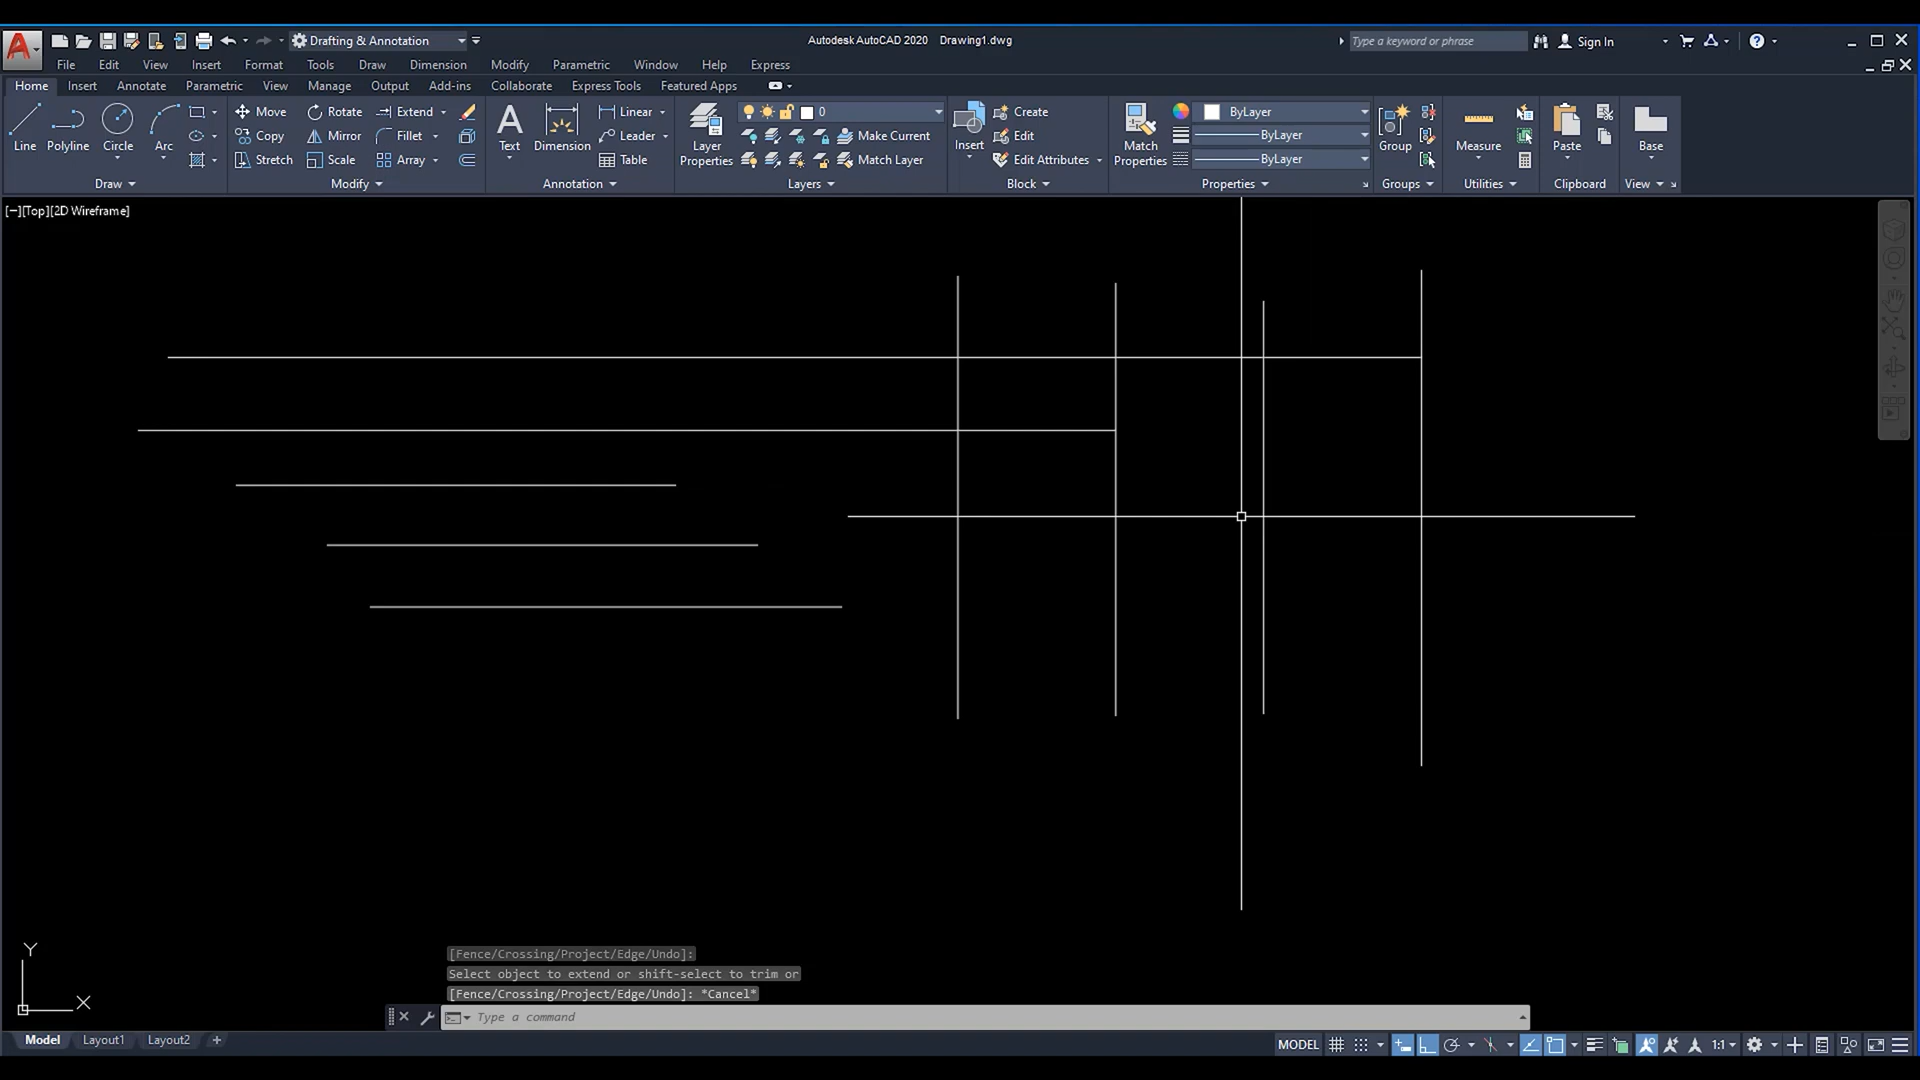 Drafting & Annotation
Autodesk AutoCAD 2020 Drawing1.dwg
Type a keyword or phrase
Sign In
File Edit View Insert Format Tools Draw Dimension Modify Parametric Window Help Express
Home Insert Annotate Parametric View Manage Output Add-ins Collaborate Express Tools Featured Apps
Move Rotate Extend Linear 0 Create ByLayer
Line Polyline Circle Arc Copy Mirror Fillet Text Dimension Leader Layer Properties Make Current Insert Edit Match Properties ByLayer Group Measure Paste Base
Stretch Scale Array Table Match Layer Edit Attributes ByLayer
Draw Modify Annotation Layers Block Properties Groups Utilities Clipboard View
[−][Top][2D Wireframe]
Y
X
[Fence/Crossing/Project/Edge/Undo]:
Select object to extend or shift-select to trim or
[Fence/Crossing/Project/Edge/Undo]: *Cancel*
Type a command
Model Layout1 Layout2 +
MODEL 1:1